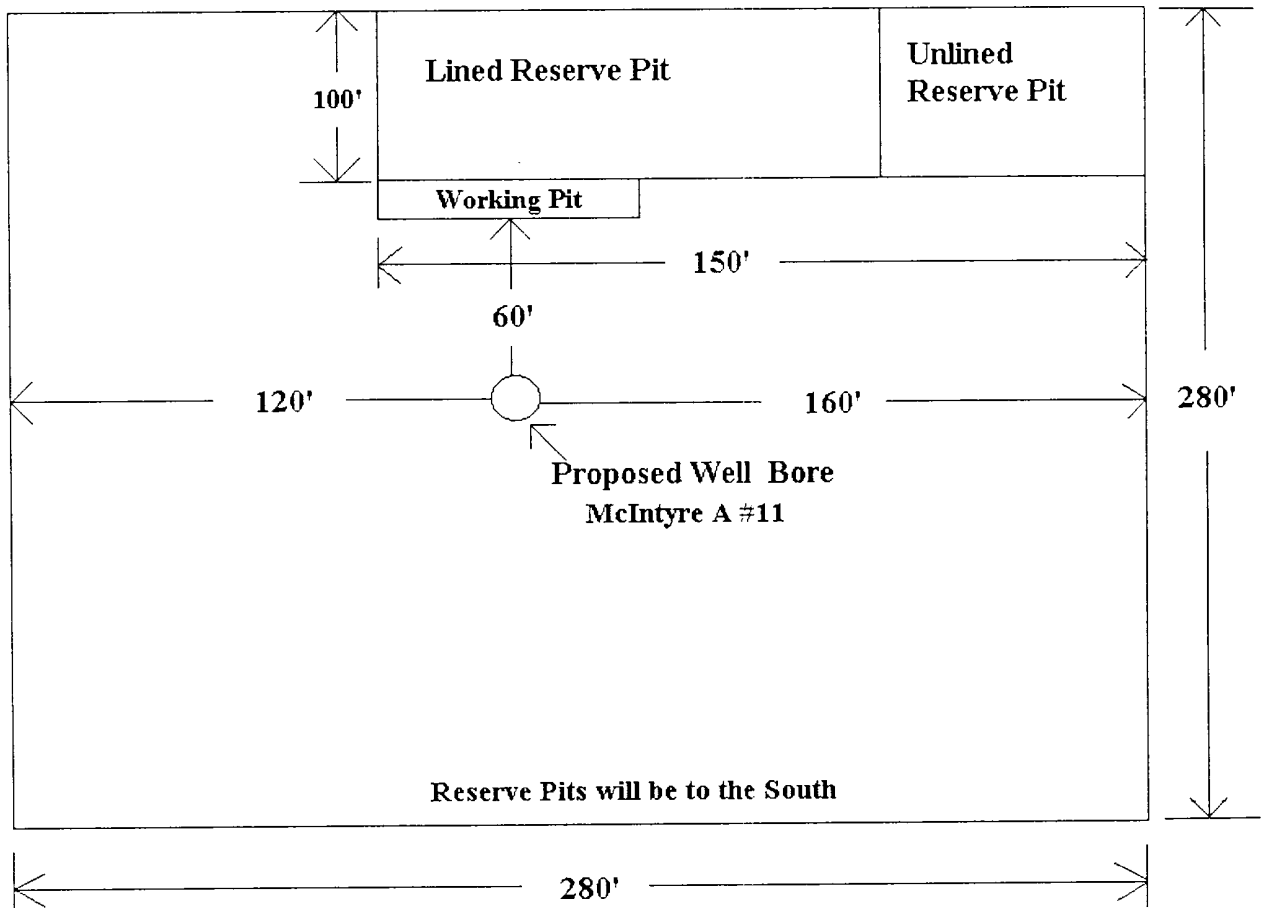 Lined Reserve Pit
Unlined
Reserve Pit
100'
Working Pit
150'
60'
120'
160'
280'
Proposed Well Bore
McIntyre A #11
Reserve Pits will be to the South
280'